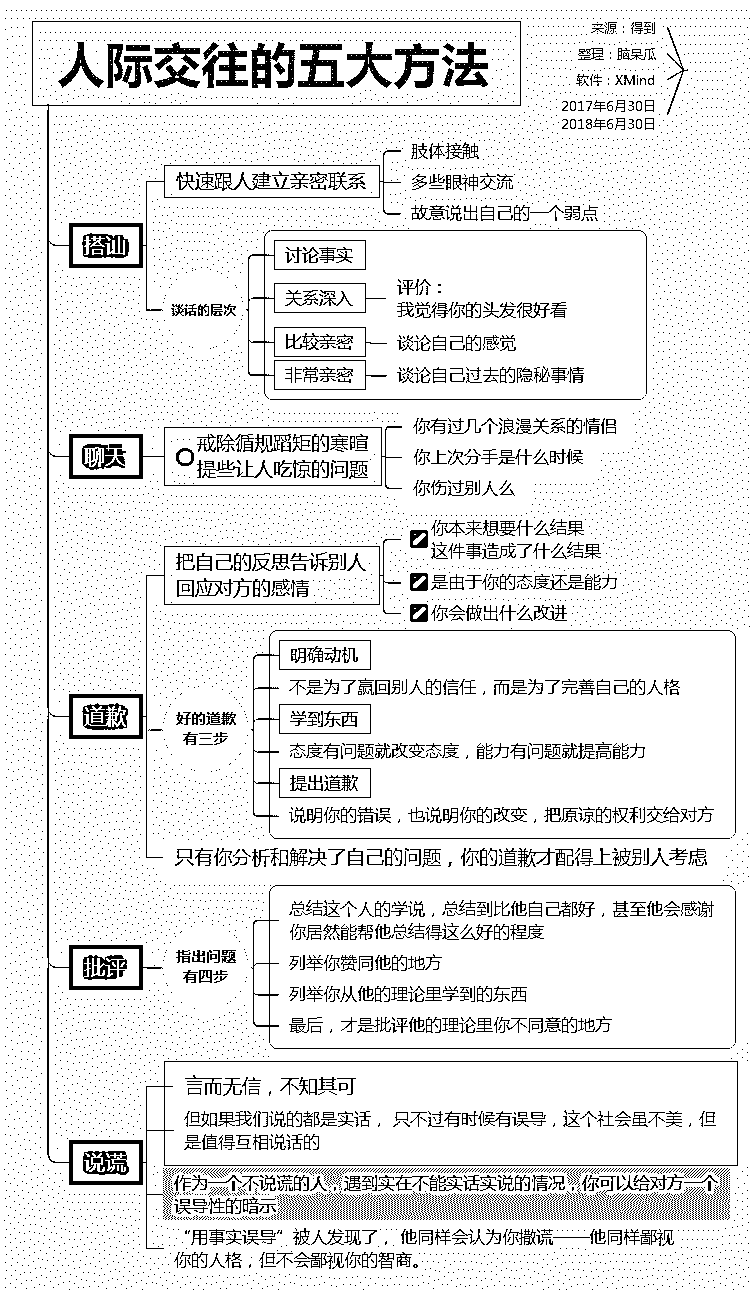 人际交往的五大方法
来源：得到
整理：脑呆瓜
软件：XMind
2017年6月30日
2018年6月30日
搭讪
快速跟人建立亲密联系
肢体接触
多些眼神交流
故意说出自己的一个弱点
谈话的层次
讨论事实
关系深入
评价：
我觉得你的头发很好看
比较亲密
谈论自己的感觉
非常亲密
谈论自己过去的隐秘事情
聊天
戒除循规蹈矩的寒暄
提些让人吃惊的问题
你有过几个浪漫关系的情侣
你上次分手是什么时候
你伤过别人么
道歉
把自己的反思告诉别人
回应对方的感情
你本来想要什么结果
这件事造成了什么结果
是由于你的态度还是能力
你会做出什么改进
好的道歉
有三步
明确动机
不是为了赢回别人的信任，而是为了完善自己的人格
学到东西
态度有问题就改变态度，能力有问题就提高能力
提出道歉
说明你的错误，也说明你的改变，把原谅的权利交给对方
只有你分析和解决了自己的问题，你的道歉才配得上被别人考虑
批评
指出问题
有四步
总结这个人的学说，总结到比他自己都好，甚至他会感谢
你居然能帮他总结得这么好的程度
列举你赞同他的地方
列举你从他的理论里学到的东西
最后，才是批评他的理论里你不同意的地方
说谎
言而无信，不知其可
但如果我们说的都是实话， 只不过有时候有误导，这个社会虽不美，但
是值得互相说话的
作为一个不说谎的人，遇到实在不能实话实说的情况，你可以给对方一个
误导性的暗示
“用事实误导”被人发现了， 他同样会认为你撒谎——他同样鄙视
你的人格，但不会鄙视你的智商。